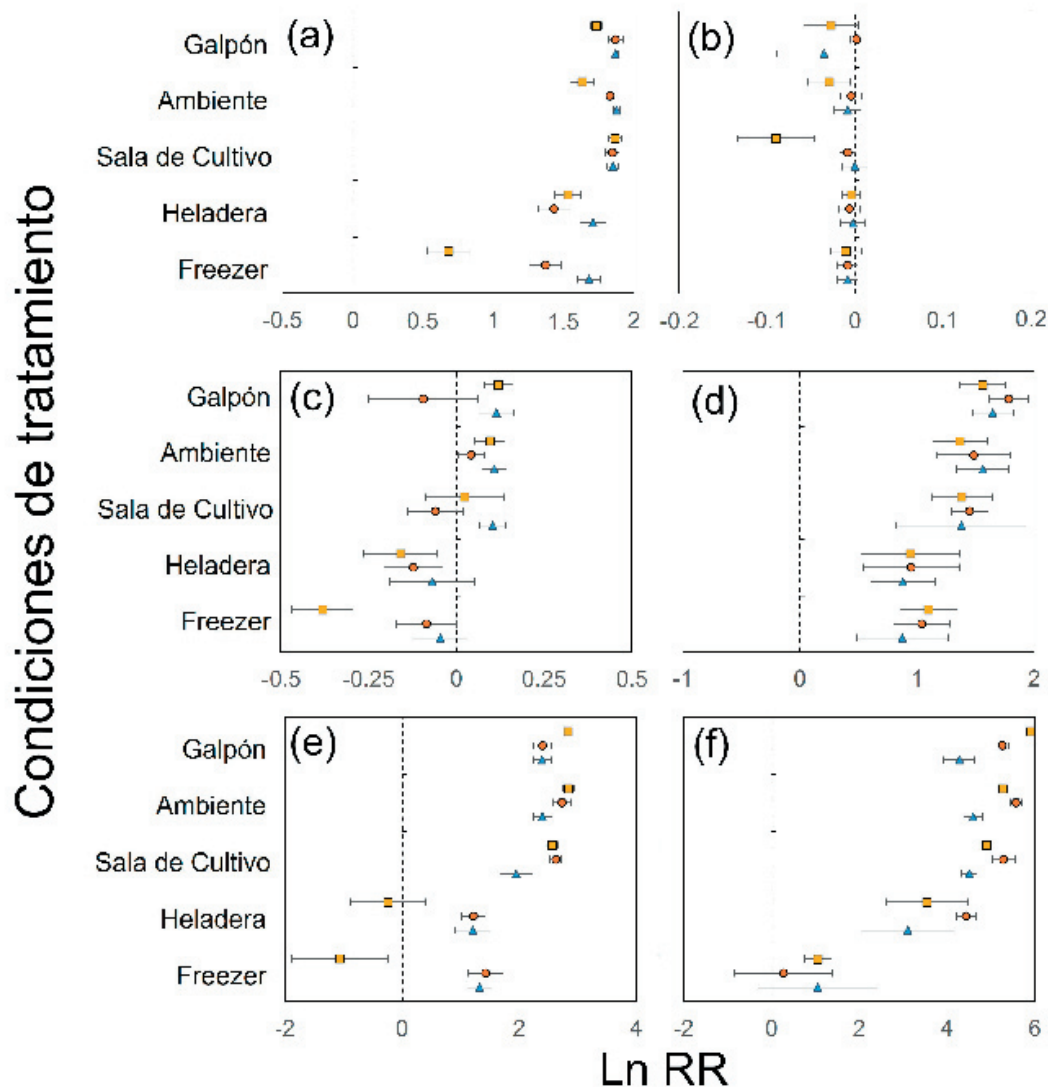 Condiciones de tratamiento
(a)
Galpón
Ambiente
Sala de Cultivo
Heladera
Freezer
-0.5 0 0.5 1 1.5 2
(b)
-0.2 -0.1 0 0.1 0.2
(c)
Galpón
Ambiente
Sala de Cultivo
Heladera
Freezer
-0.5 -0.25 0 0.25 0.5
(d)
-1 0 1 2
(e)
Galpón
Ambiente
Sala de Cultivo
Heladera
Freezer
-2 0 2 4
(f)
-2 0 2 4 6
Ln RR